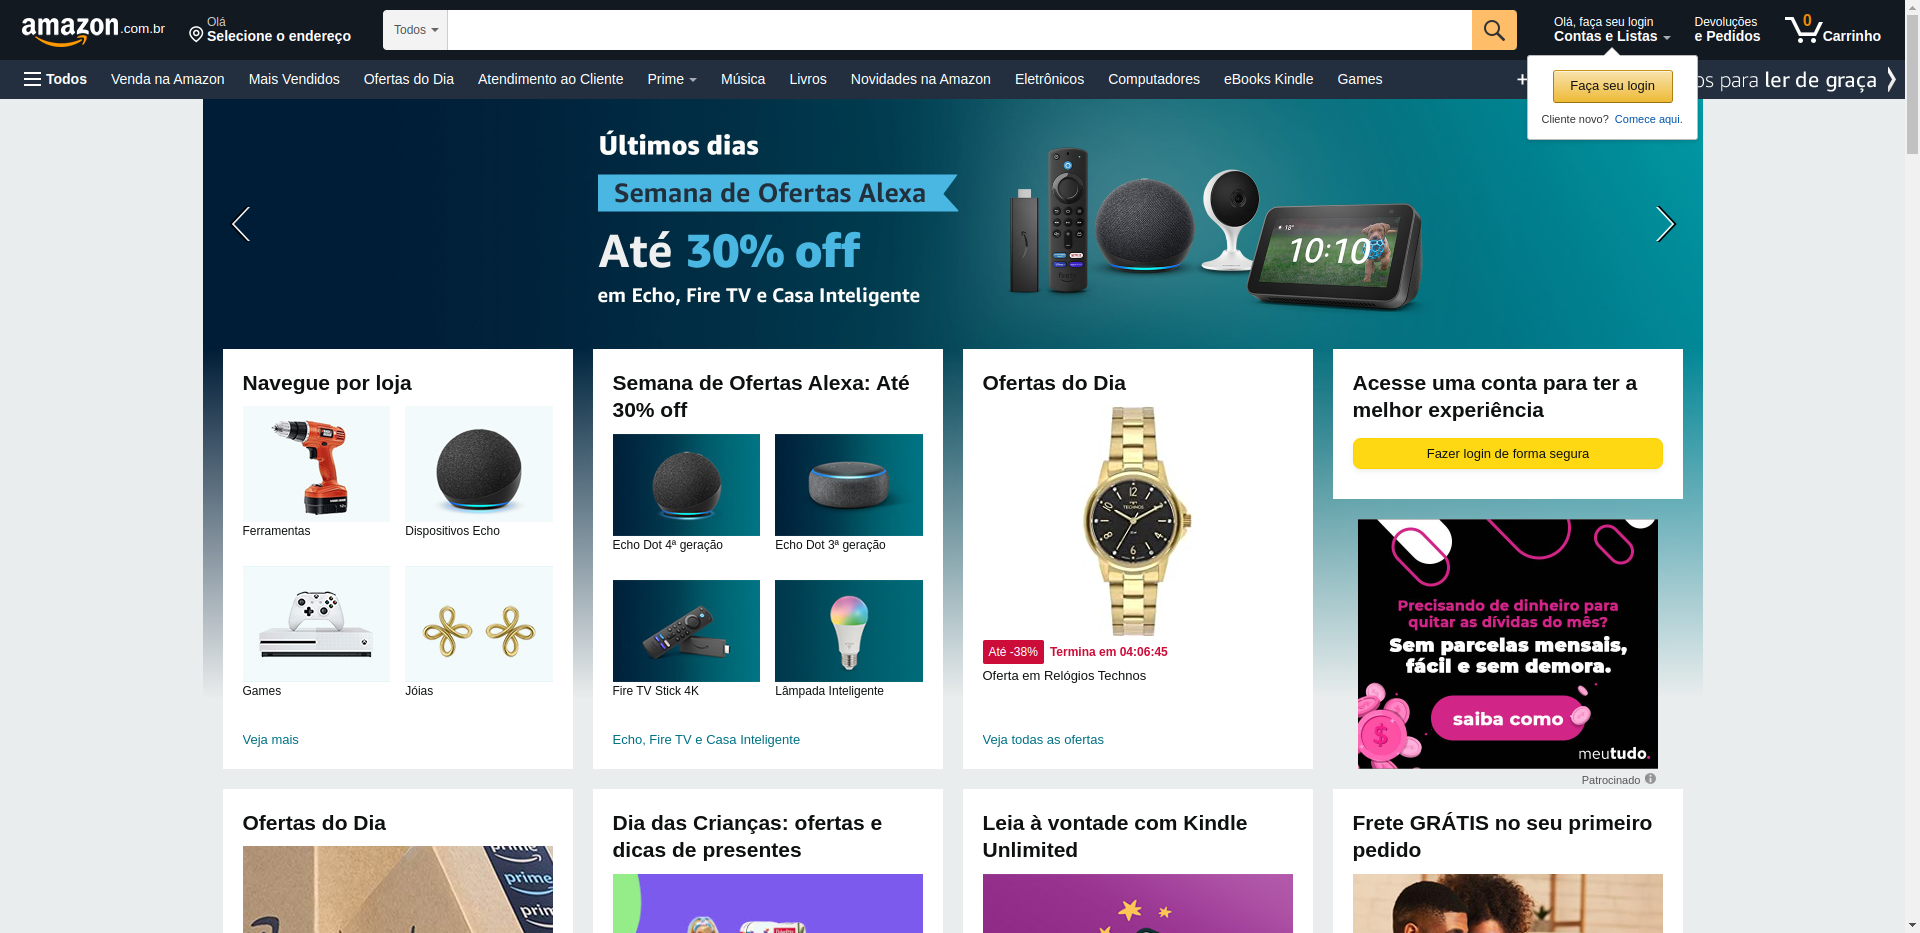 amazon.com.br
Olá
Selecione o endereço
Todos
Olá, faça seu login
Contas e Listas
Devoluções
e Pedidos
0
Carrinho
Todos
Venda na Amazon
Mais Vendidos
Ofertas do Dia
Atendimento ao Cliente
Prime
Música
Livros
Novidades na Amazon
Eletrônicos
Computadores
eBooks Kindle
Games
+
para ler de graça
Faça seu login
Cliente novo? Comece aqui.
Últimos dias
Semana de Ofertas Alexa
Até 30% off
em Echo, Fire TV e Casa Inteligente
18°
10:10
Navegue por loja
Ferramentas
Dispositivos Echo
Games
Jóias
Veja mais
Semana de Ofertas Alexa: Até
30% off
Echo Dot 4ª geração
Echo Dot 3ª geração
Fire TV Stick 4K
Lâmpada Inteligente
Echo, Fire TV e Casa Inteligente
Ofertas do Dia
12
TECHNOS
6
Até -38%
Termina em 04:06:45
Oferta em Relógios Technos
Veja todas as ofertas
Acesse uma conta para ter a
melhor experiência
Fazer login de forma segura
Precisando de dinheiro para
quitar as dívidas do mês?
Sem parcelas mensais,
fácil e sem demora.
saiba como
$
meutudo.
Patrocinado
Ofertas do Dia
prime
prime
Dia das Crianças: ofertas e
dicas de presentes
Leia à vontade com Kindle
Unlimited
Frete GRÁTIS no seu primeiro
pedido